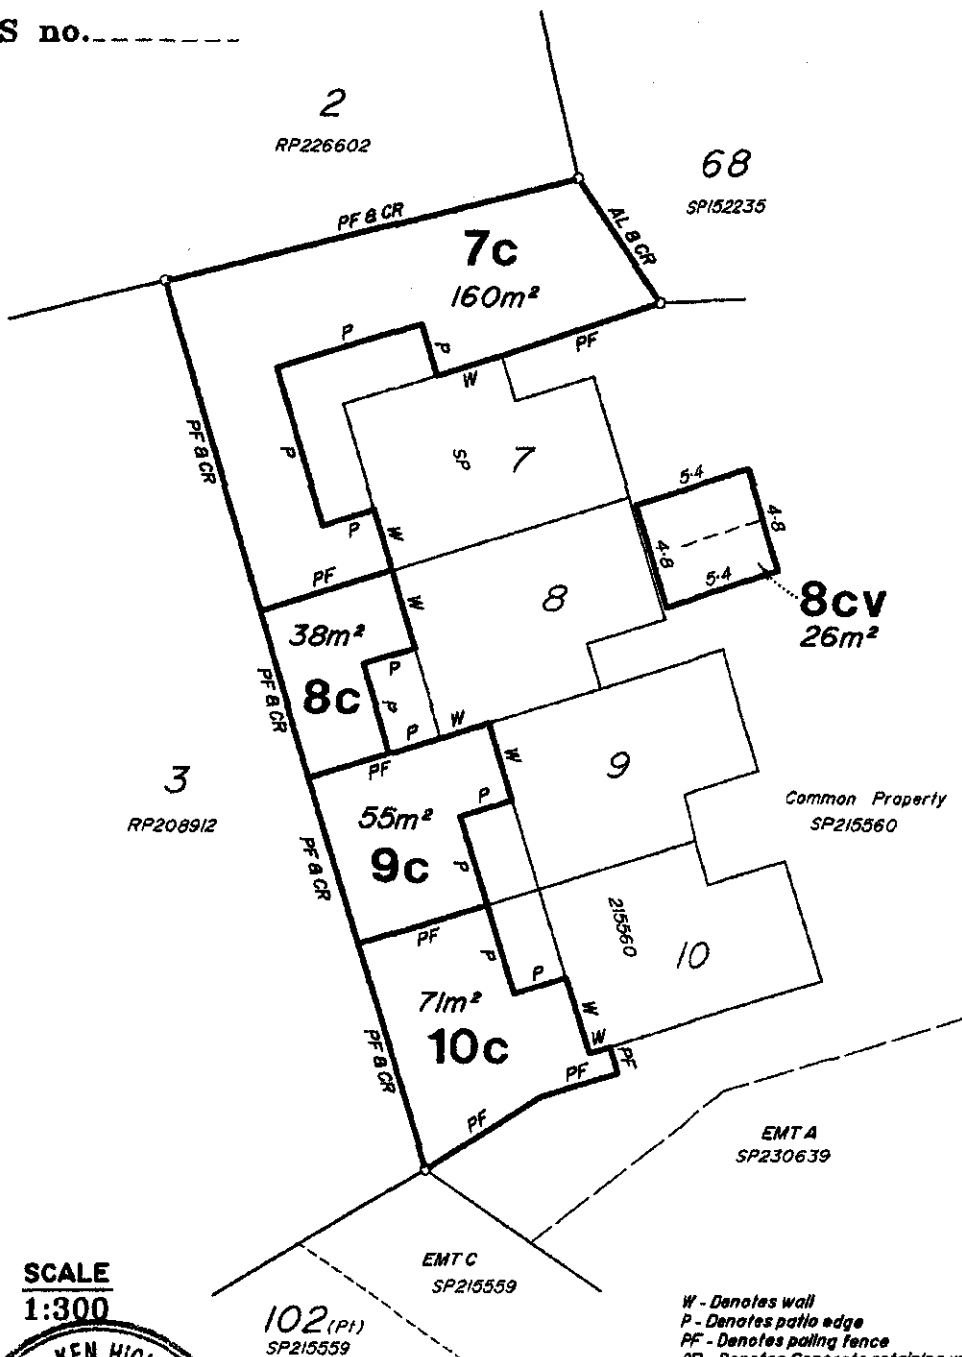 S no.
2
RP226602
68
SP152235
PF & CR
AL & CR
7c
160m²
P
P
PF
W
PF & CR
P
SP
7
5·4
P
W
4·8
4·8
5·4
PF
W
8
8cv
26m²
38m²
P
PF & CR
8c
P
P
W
PF
W
9
3
RP208912
Common Property
SP215560
P
55m²
PF & CR
9c
P
215560
PF
P
P
10
71m²
W
10c
W
PF
PF & CR
PF
PF
EMT A
SP230639
EMT C
SP215559
SCALE
1:300
102 (Pt)
SP215559
W - Denotes wall
P - Denotes patio edge
PF - Denotes paling fence